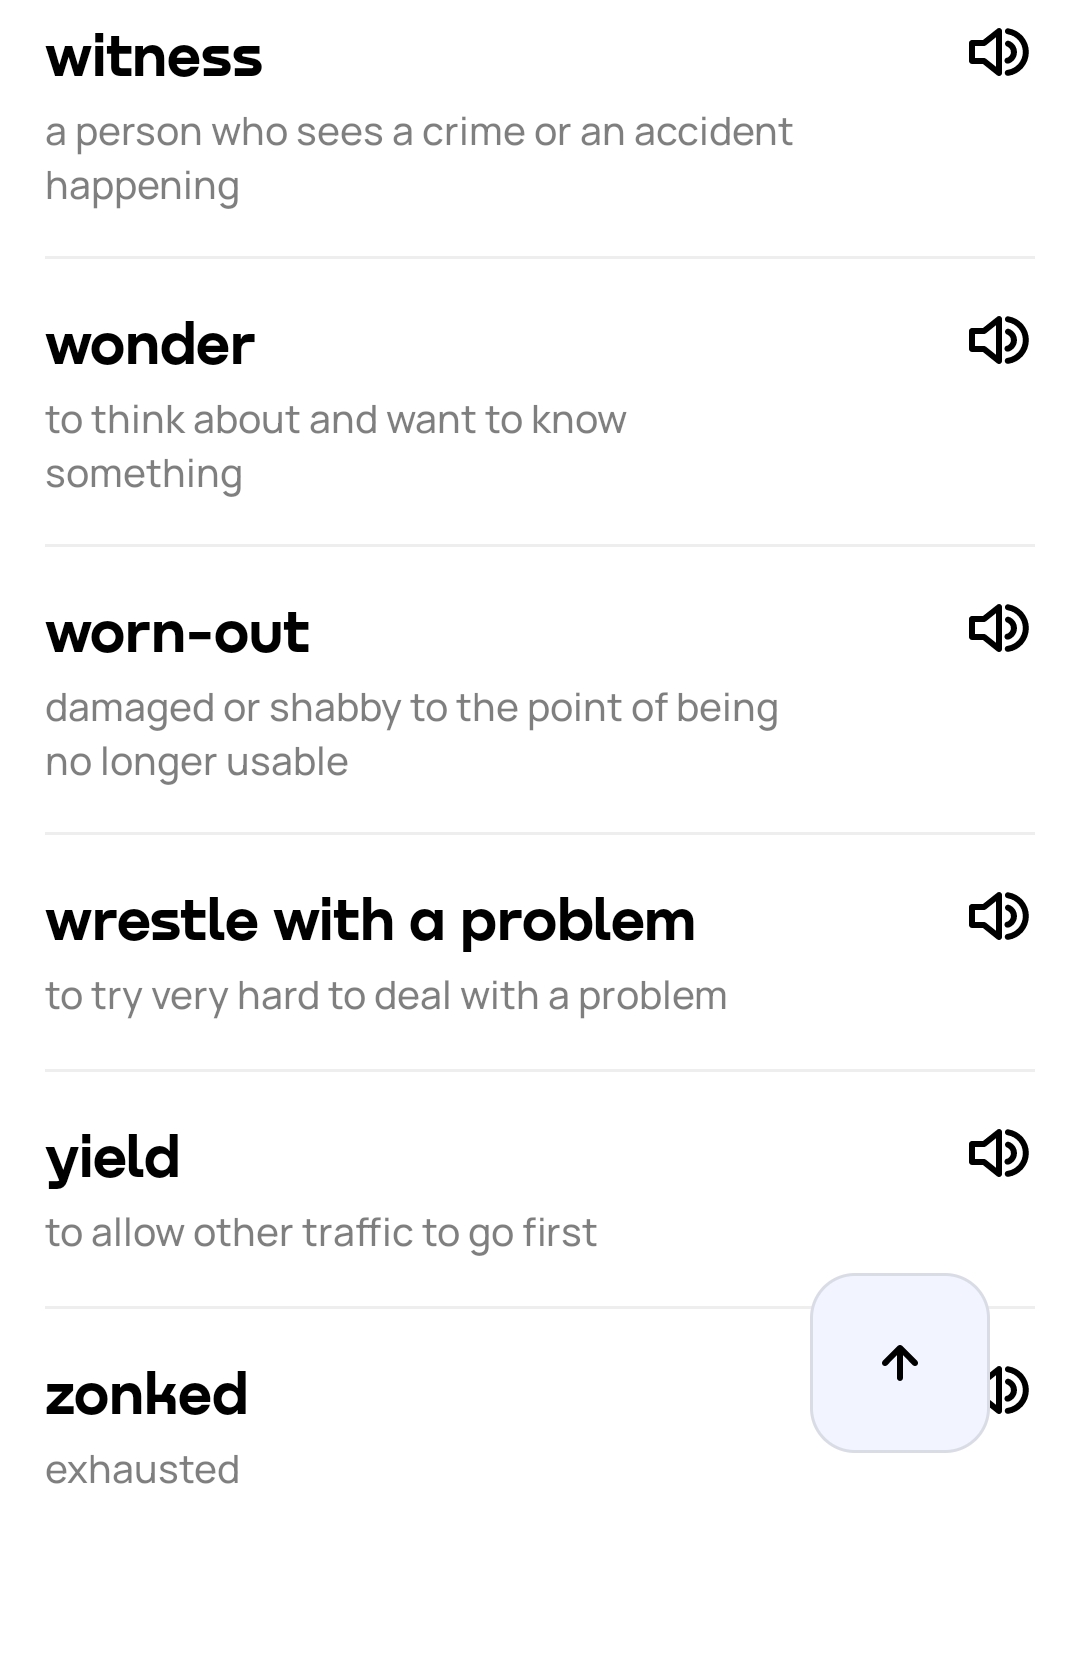 witness
a person who sees a crime or an accident
happening
wonder
to think about and want to know
something
worn-out
damaged or shabby to the point of being
no longer usable
wrestle with a problem
to try very hard to deal with a problem
yield
to allow other traffic to go first
zonked
exhausted